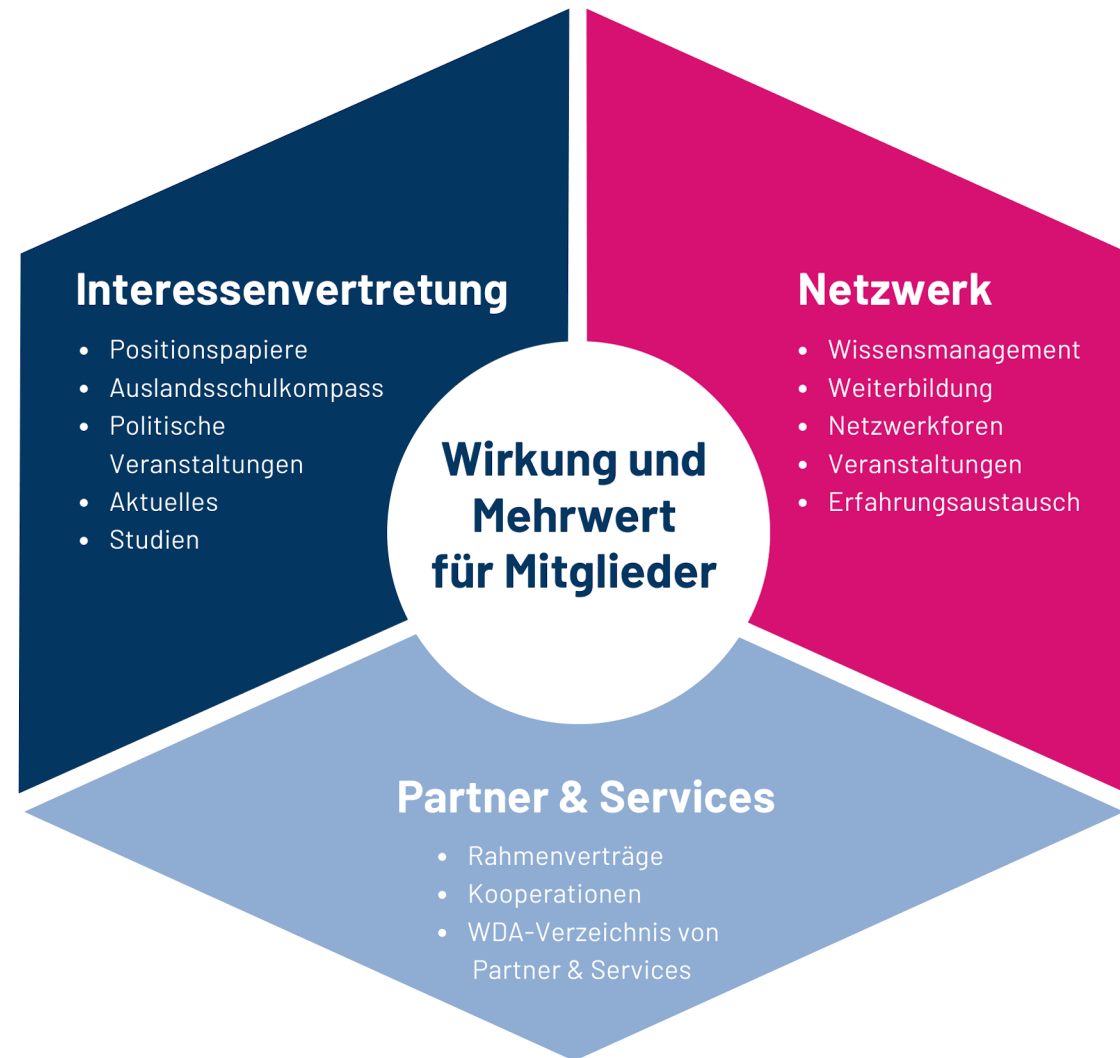 Interessenvertretung
• Positionspapiere
• Auslandsschulkompass
• Politische
Veranstaltungen
• Aktuelles
• Studien
Netzwerk
• Wissensmanagement
• Weiterbildung
• Netzwerkforen
• Veranstaltungen
• Erfahrungsaustausch
Wirkung und
Mehrwert
für Mitglieder
Partner & Services
• Rahmenverträge
• Kooperationen
• WDA-Verzeichnis von
Partner & Services